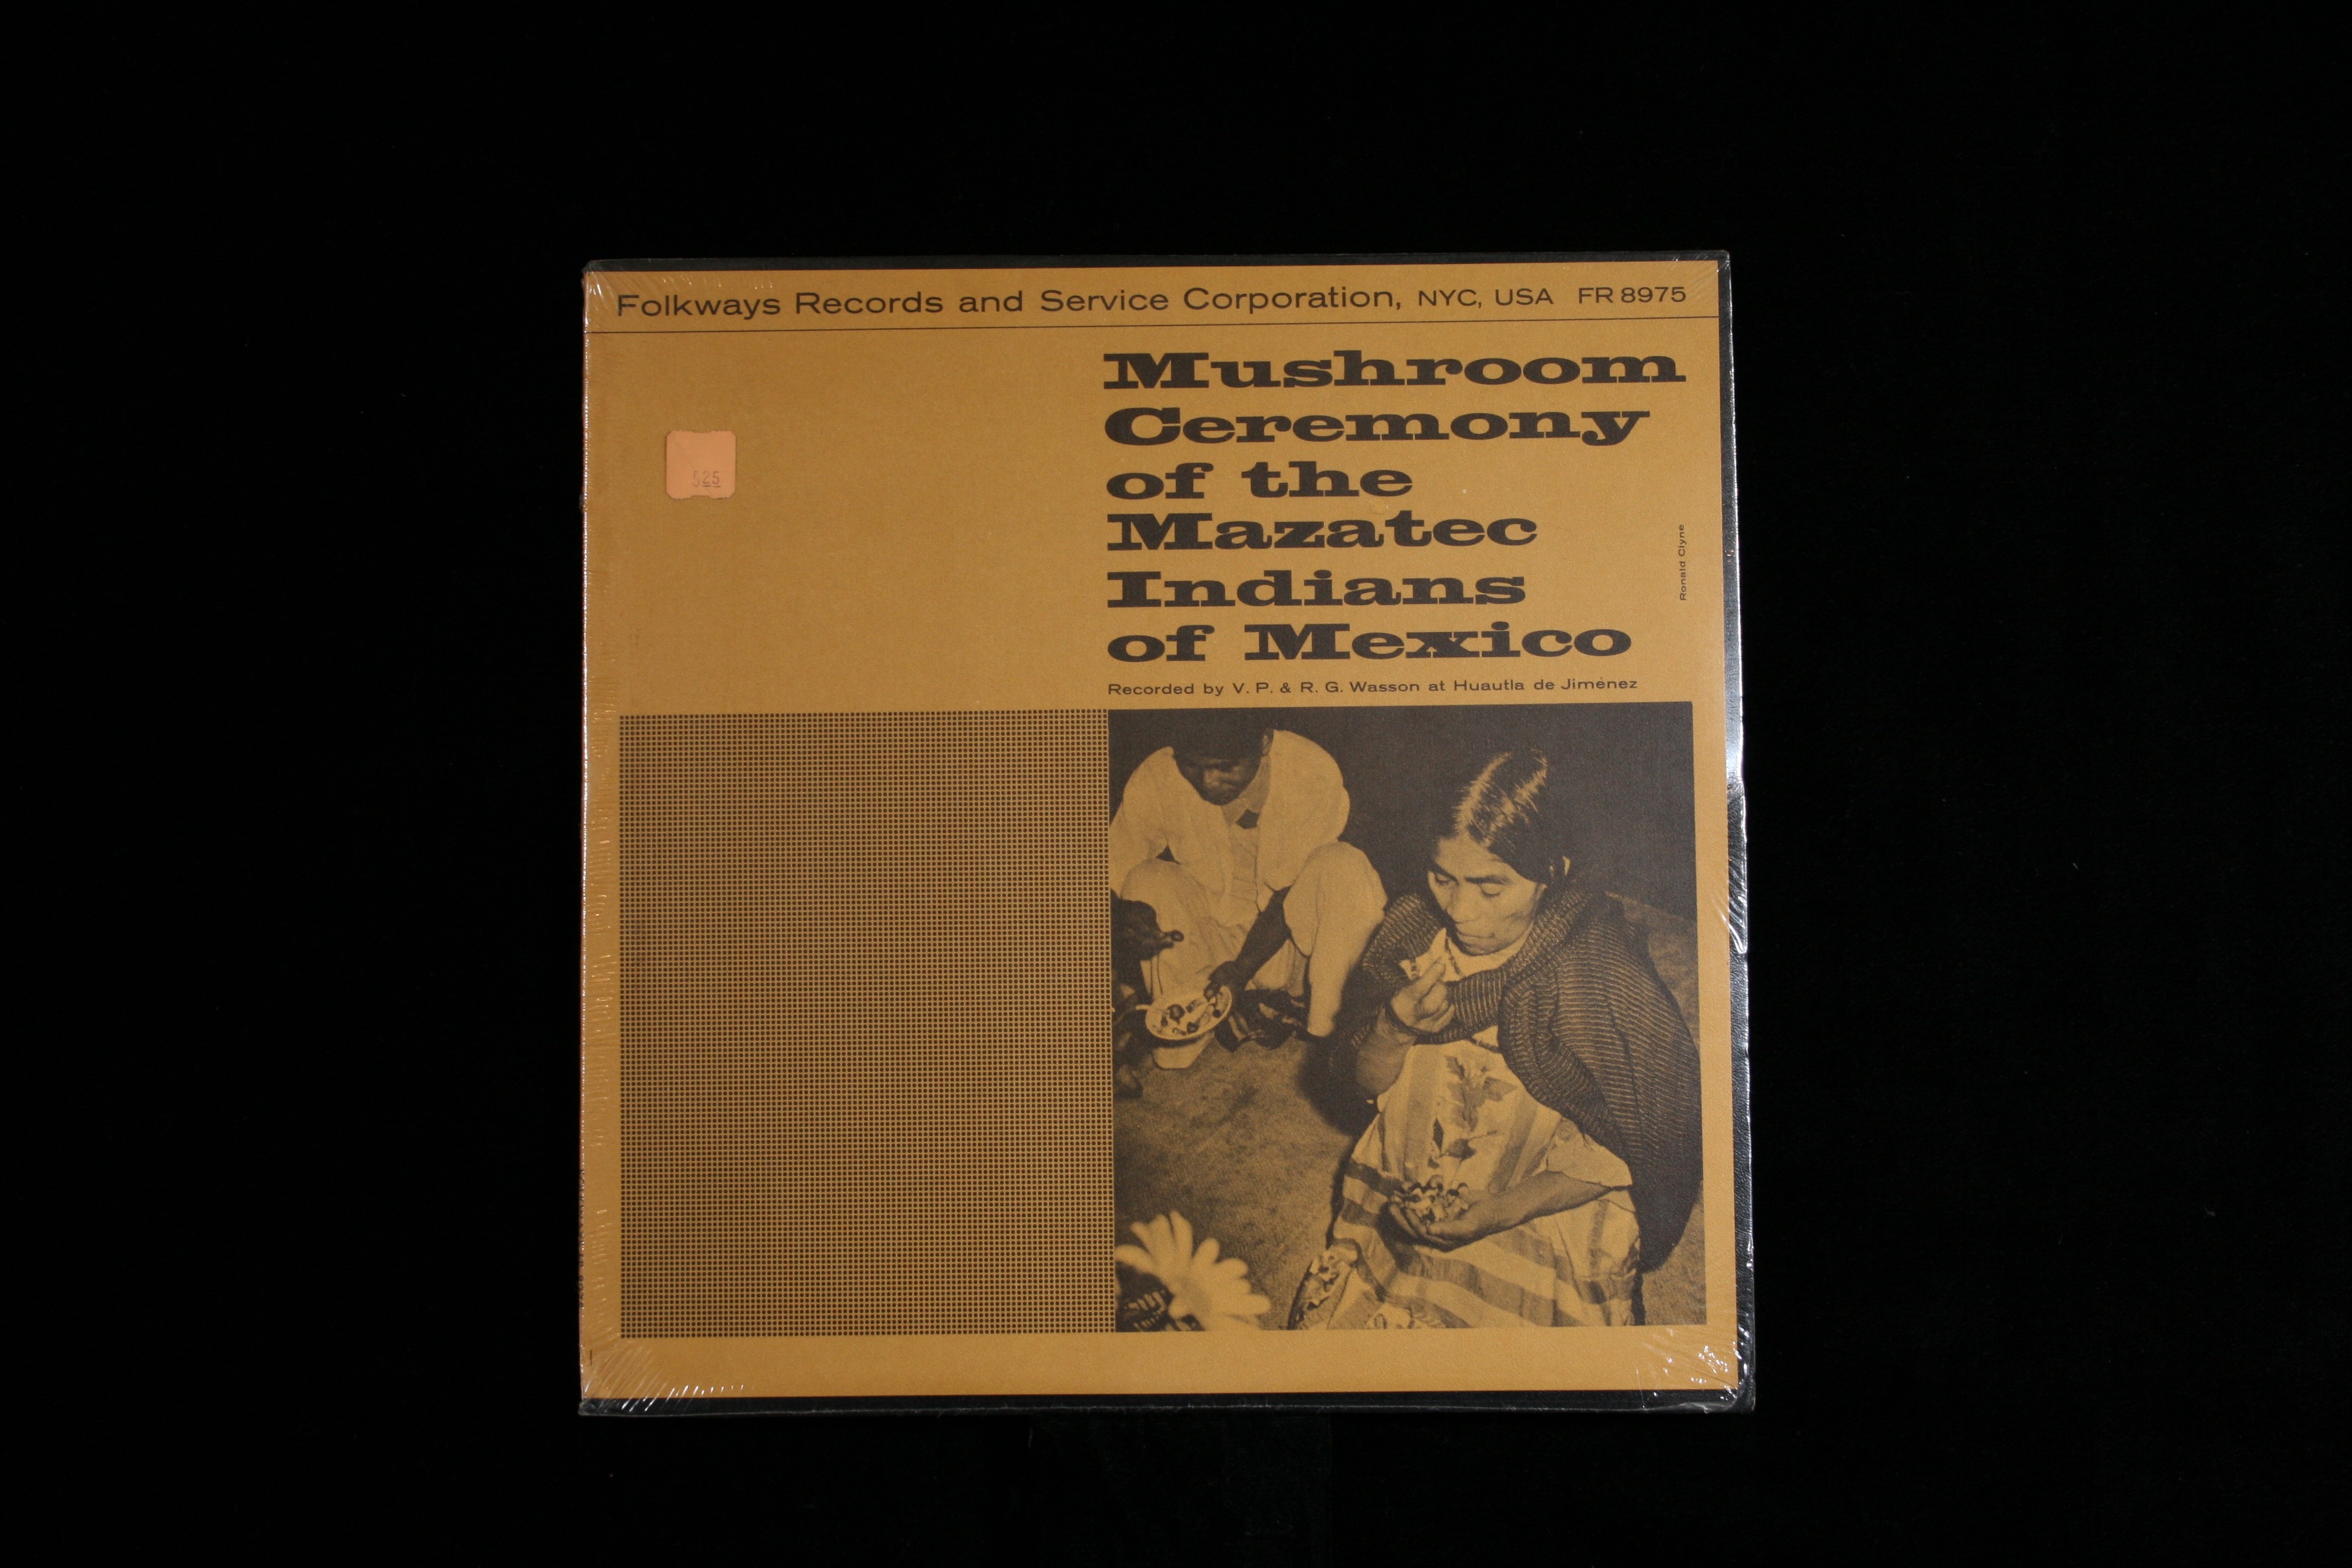 Folkways Records and Service Corporation, NYC, USA FR 8975
525
Mushroom
Ceremony
of the
Mazatec
Indians
of Mexico
Ronald Clyne
Recorded by V. P. & R. G. Wasson at Huautla de Jiménez